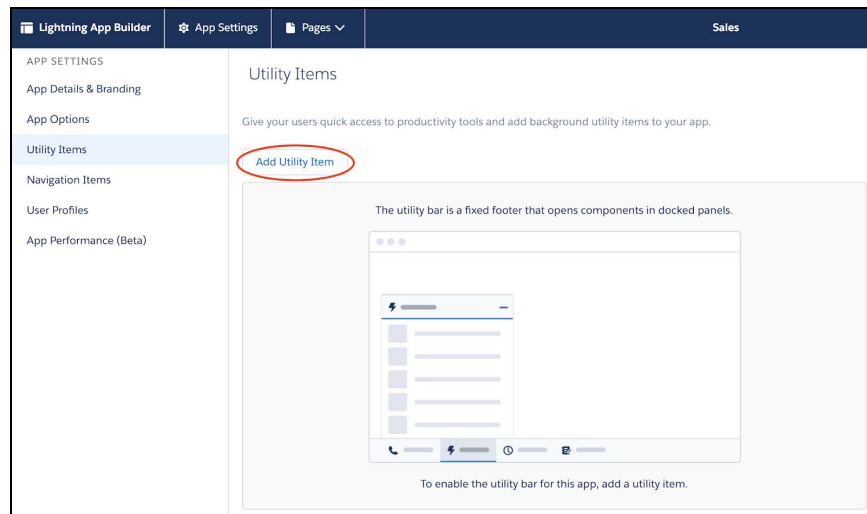 Lightning App Builder
App Settings
Pages
Sales
APP SETTINGS
App Details & Branding
App Options
Utility Items
Navigation Items
User Profiles
App Performance (Beta)
Utility Items
Give your users quick access to productivity tools and add background utility items to your app.
Add Utility Item
The utility bar is a fixed footer that opens components in docked panels.
To enable the utility bar for this app, add a utility item.